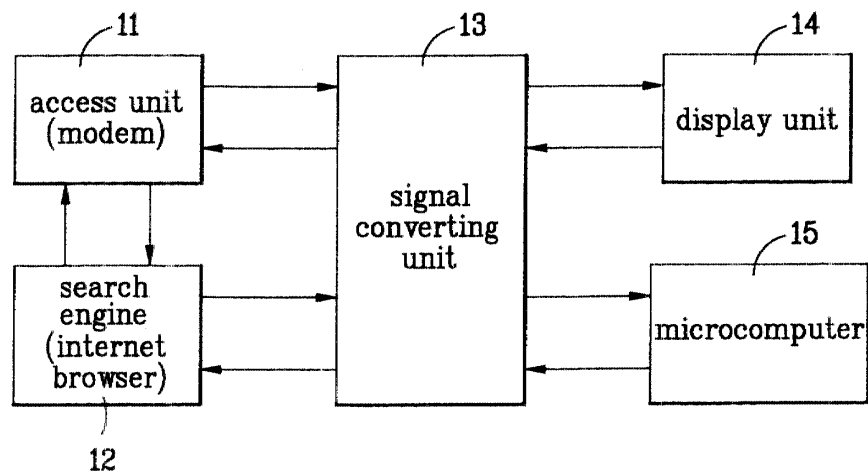 11
access unit
(modem)
search
engine
(internet
browser)
12
13
signal
converting
unit
14
display unit
15
microcomputer